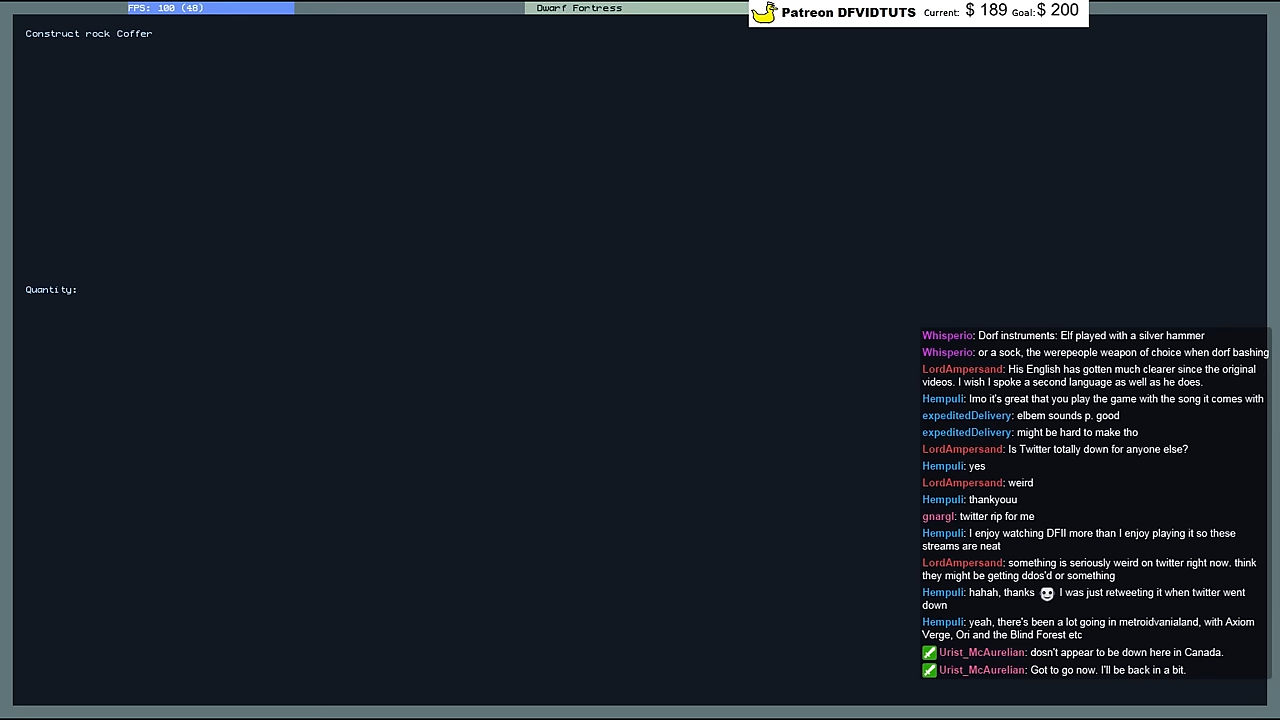 FPS: 100 (48)
Dwarf Fortress
Patreon DFVIDTUTS Current: $ 189 Goal: $ 200
Construct rock Coffer
Quantity:
Whisperio: Dorf instruments: Elf played with a silver hammer
Whisperio: or a sock, the werepeople weapon of choice when dorf bashing
LordAmpersand: His English has gotten much clearer since the original
videos. I wish I spoke a second language as well as he does.
Hempuli: Imo it's great that you play the game with the song it comes with
expeditedDelivery: elbem sounds p. good
expeditedDelivery: might be hard to make tho
LordAmpersand: Is Twitter totally down for anyone else?
Hempuli: yes
LordAmpersand: weird
Hempuli: thankyouu
gnargl: twitter rip for me
Hempuli: I enjoy watching DFII more than I enjoy playing it so these
streams are neat
LordAmpersand: something is seriously weird on twitter right now. think
they might be getting ddos'd or something
Hempuli: hahah, thanks I was just retweeting it when twitter went
down
Hempuli: yeah, there's been a lot going in metroidvanialand, with Axiom
Verge, Ori and the Blind Forest etc
Urist_McAurelian: dosn't appear to be down here in Canada.
Urist_McAurelian: Got to go now. I'll be back in a bit.